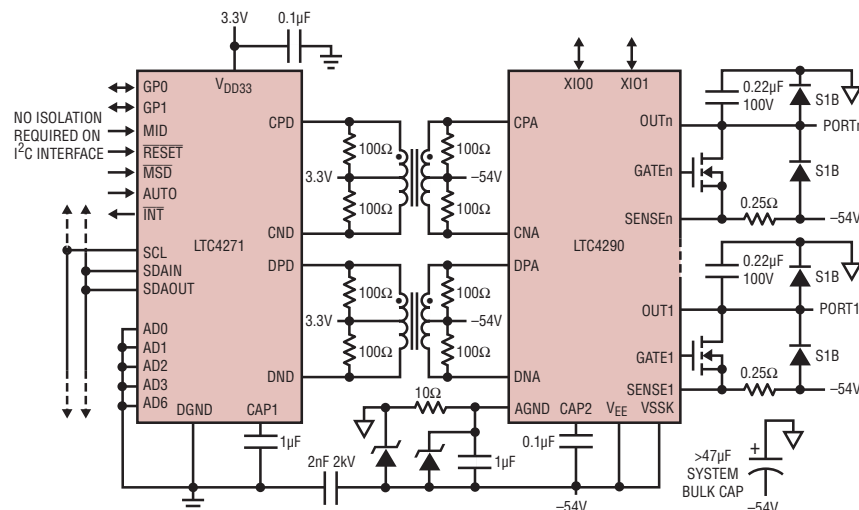 3.3V
0.1µF
VDD33
GP0
GP1
MID
RESET
MSD
AUTO
INT
NO ISOLATION
REQUIRED ON
I2C INTERFACE
SCL
SDAIN
SDAOUT
AD0
AD1
AD2
AD3
AD6
DGND
CAP1
LTC4271
CPD
CND
DPD
DND
1µF
2nF 2kV
100Ω
3.3V
100Ω
100Ω
–54V
100Ω
100Ω
3.3V
100Ω
100Ω
–54V
100Ω
10Ω
1µF
XIO0
XIO1
CPA
CNA
DPA
DNA
AGND
CAP2
VEE
VSSK
LTC4290
0.1µF
–54V
OUTn
GATEn
SENSEn
0.22µF
100V
S1B
PORTn
S1B
0.25Ω
–54V
OUT1
GATE1
SENSE1
0.22µF
100V
S1B
PORT1
S1B
0.25Ω
–54V
+
>47µF
SYSTEM
BULK CAP
–54V